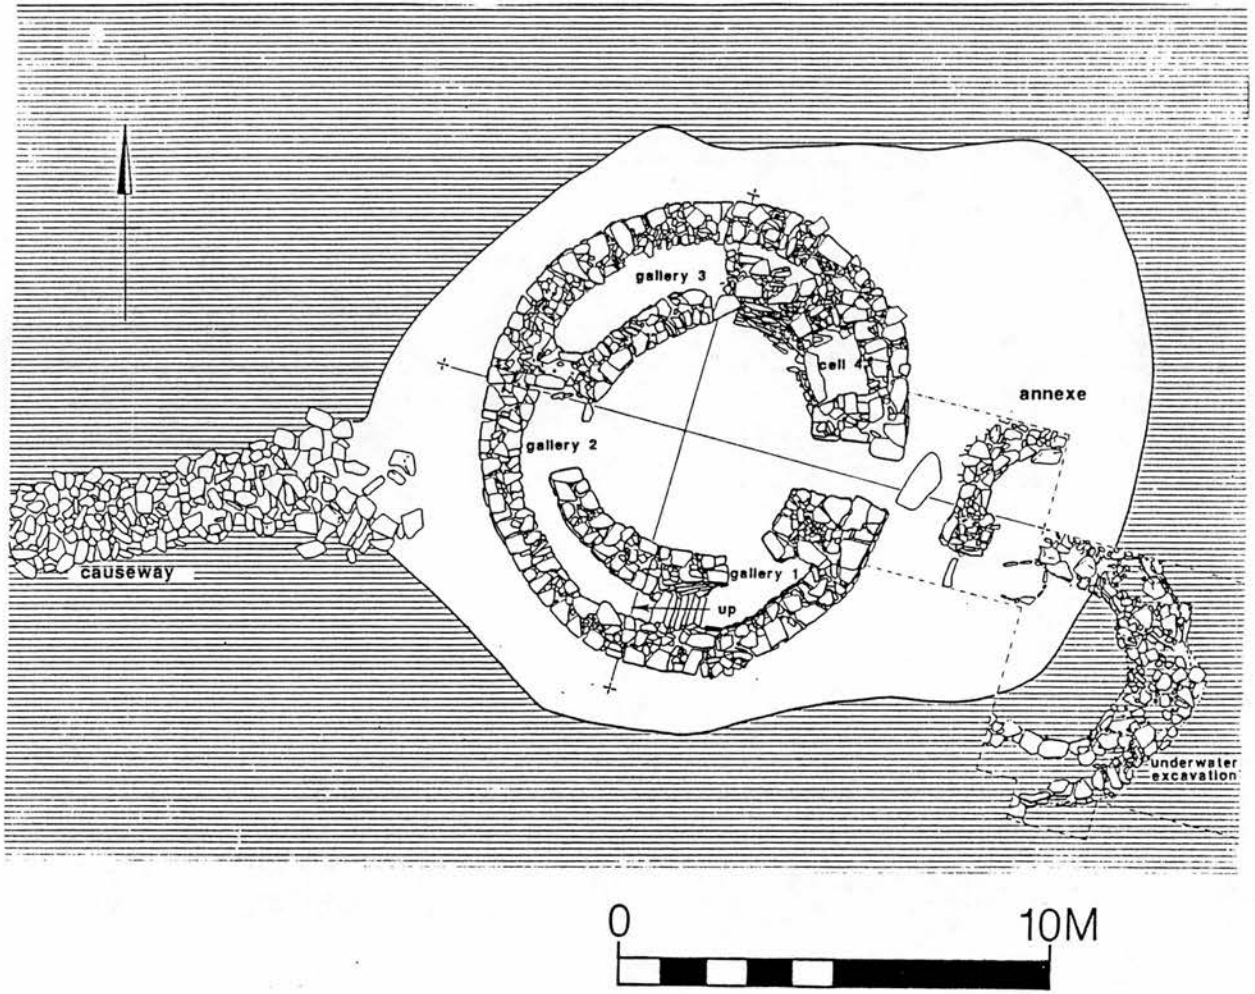 gallery 3
cell 4
annexe
gallery 2
causeway
gallery 1
up
underwater
excavation
0 10M